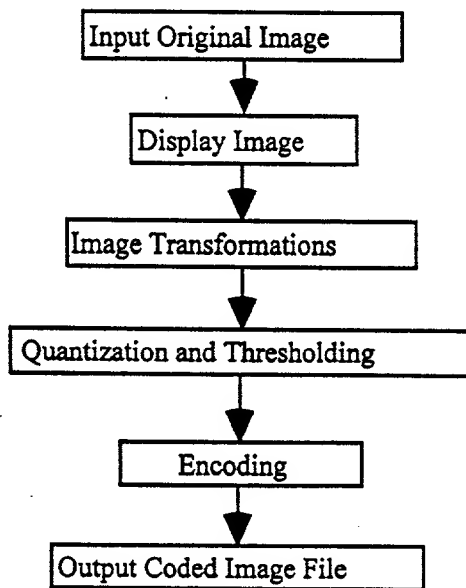 Input Original Image
Display Image
Image Transformations
Quantization and Thresholding
Encoding
Output Coded Image File